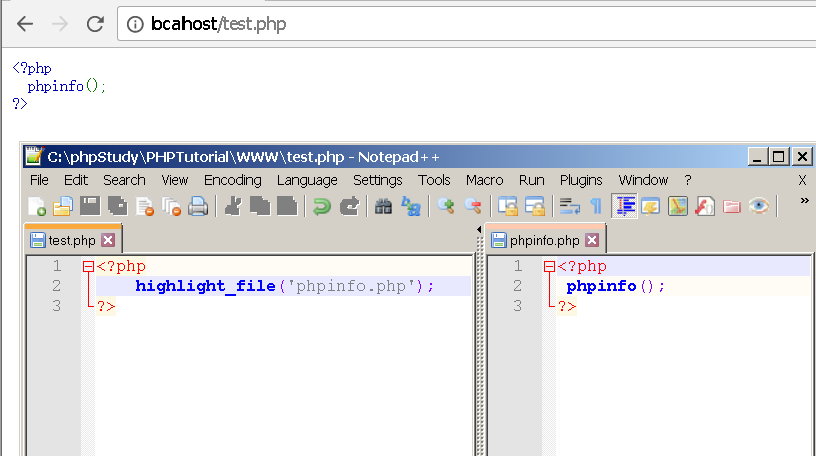 bcahost/test.php
<?php
phpinfo();
?>
C:\phpStudy\PHPTutorial\WWW\test.php - Notepad++
File Edit Search View Encoding Language Settings Tools Macro Run Plugins Window ? X
test.php
1 <?php
2 highlight_file('phpinfo.php');
3 ?>
phpinfo.php
1 <?php
2 phpinfo();
3 ?>